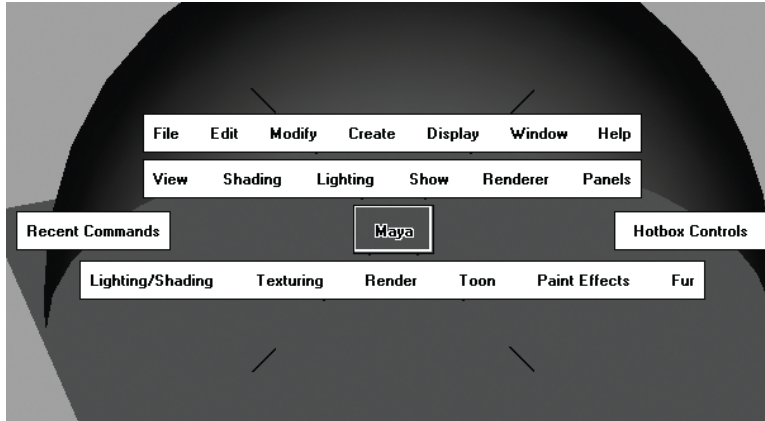 File Edit Modify Create Display Window Help
View Shading Lighting Show Renderer Panels
Recent Commands Maya Hotbox Controls
Lighting/Shading Texturing Render Toon Paint Effects Fur